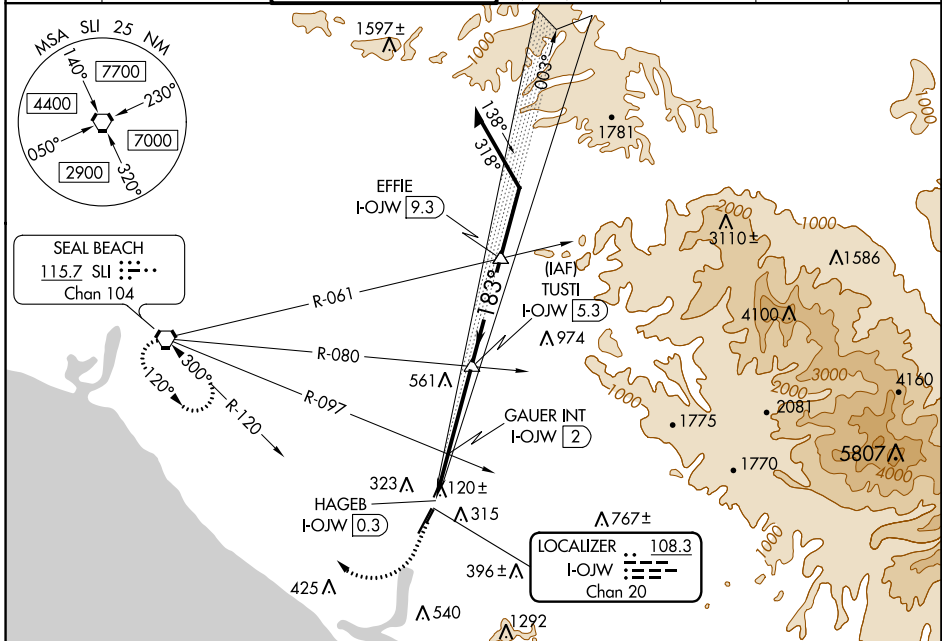 MSA SLI 25 NM
140°
7700
230°
4400
7000
050°
2900
320°
1597±
1000
003°
138°
318°
1781
1000
EFFIE
I-OJW 9.3
2000
1000
3110±
1586
SEAL BEACH
115.7 SLI
Chan 104
R-061
183°
(IAF)
TUSTI
I-OJW 5.3
974
4100
R-080
300°
120°
R-120
R-097
561
3000
4160
1000
2000
2081
1775
GAUER INT
I-OJW 2
5807
4000
1770
323
120±
HAGEB
I-OJW 0.3
315
767±
1000
LOCALIZER 108.3
I-OJW
Chan 20
396±
425
540
1292